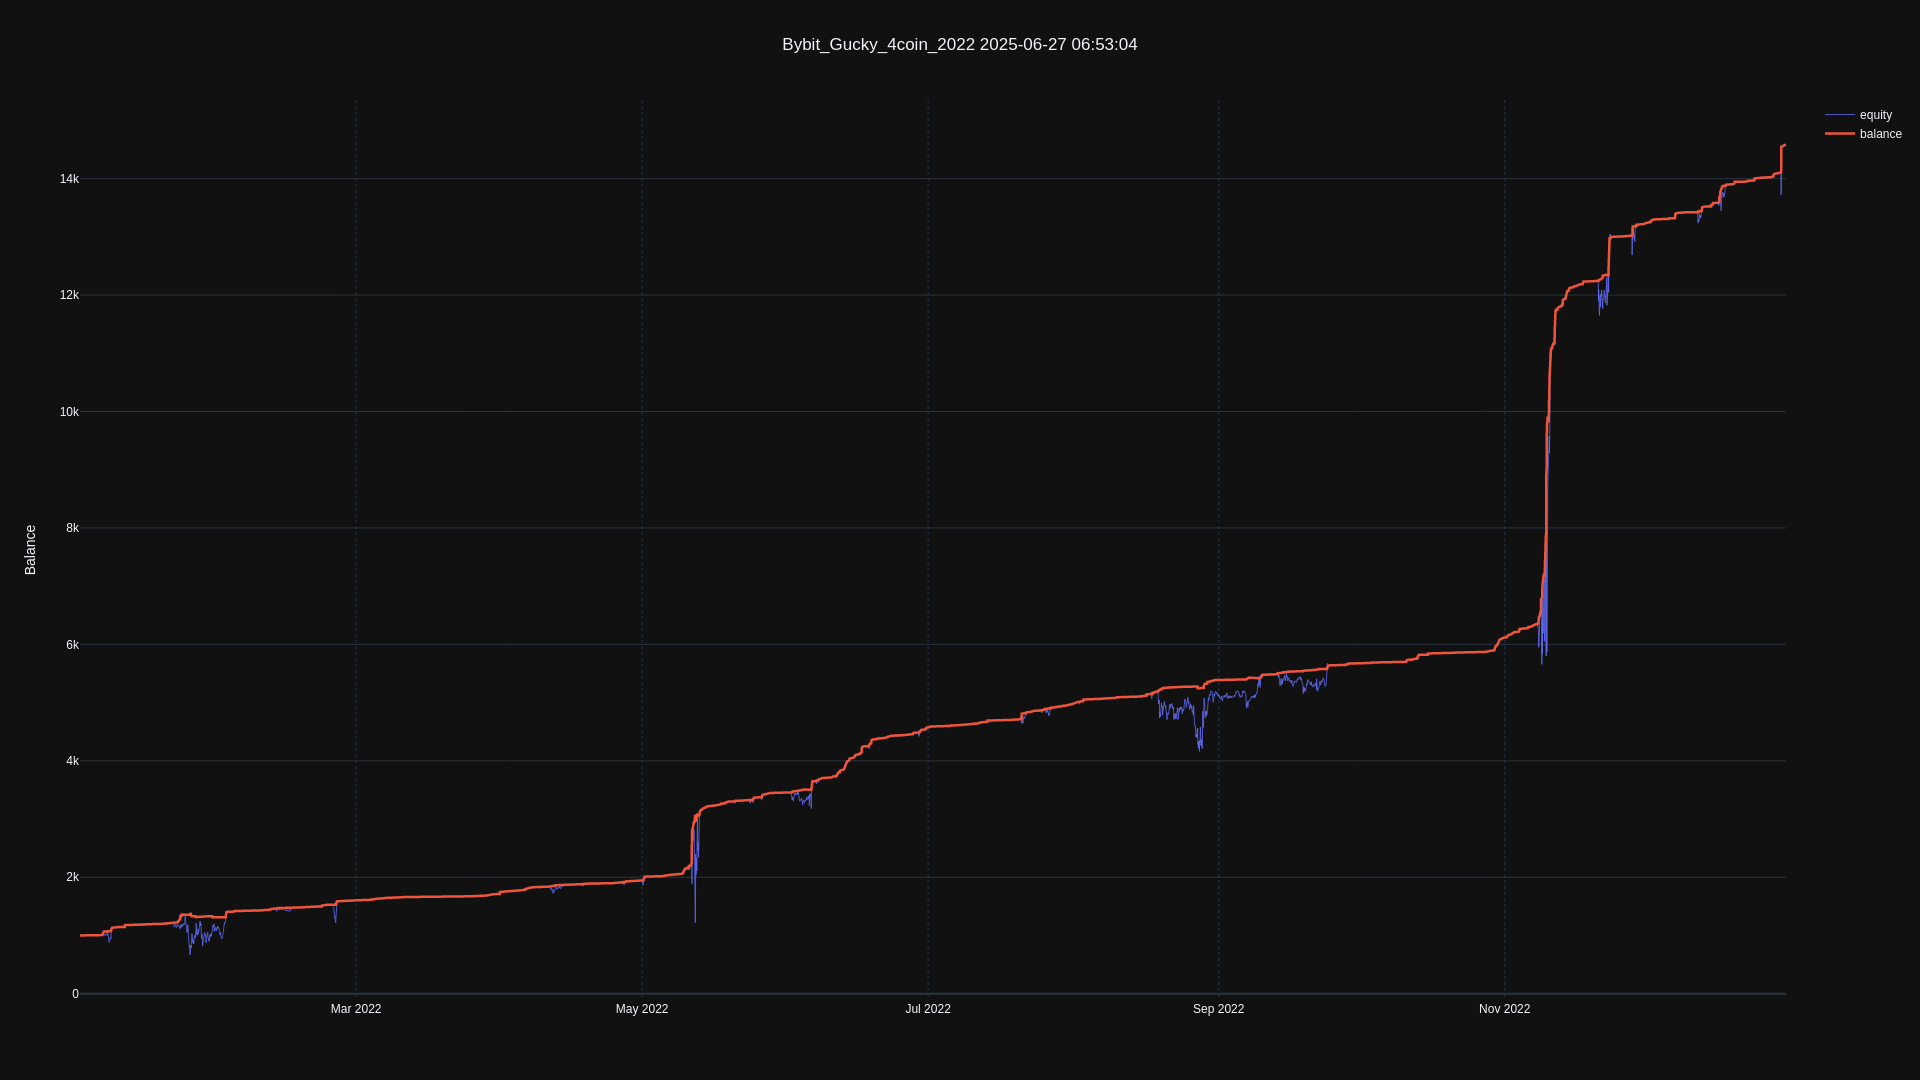 Bybit_Gucky_4coin_2022 2025-06-27 06:53:04
equity
balance
14k
12k
10k
8k
6k
4k
2k
0
Balance
Mar 2022
May 2022
Jul 2022
Sep 2022
Nov 2022